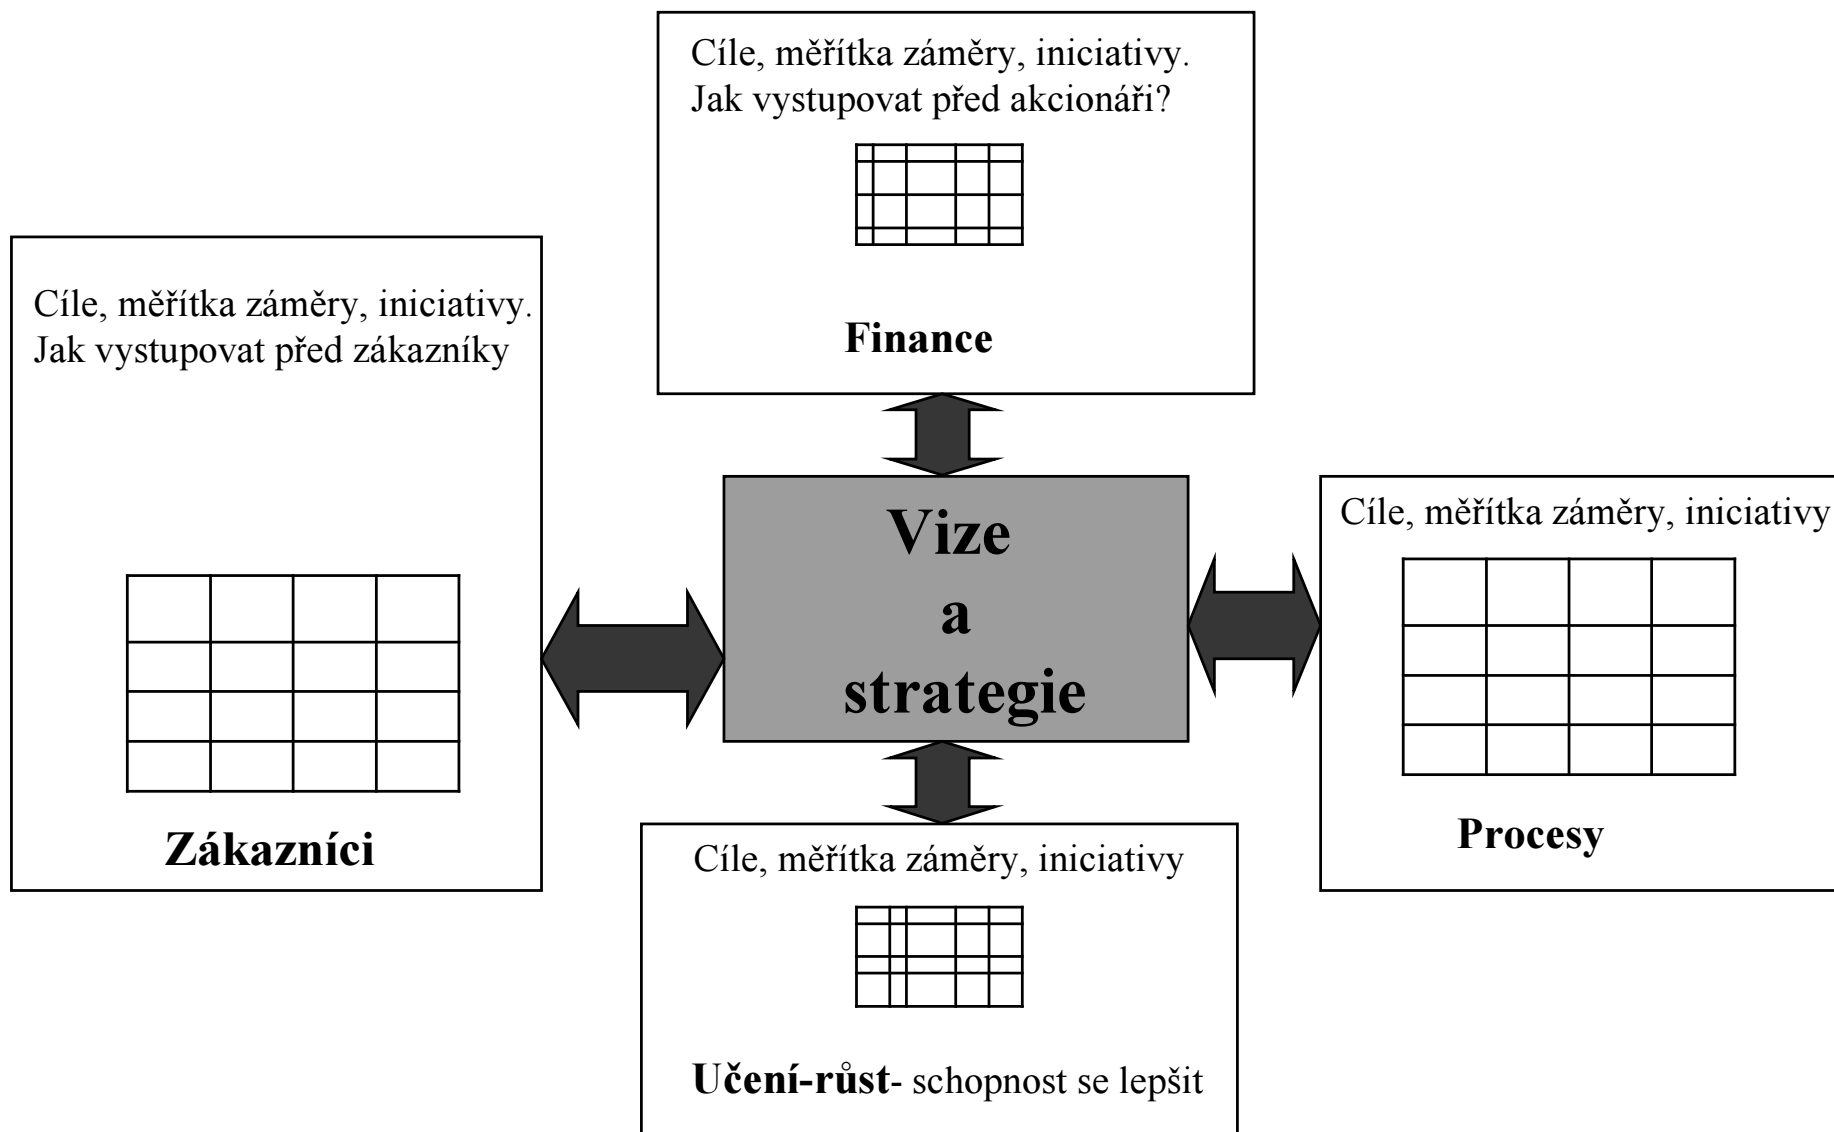 Cíle, měřítka záměry, iniciativy.
Jak vystupovat před akcionáři?
Finance
Cíle, měřítka záměry, iniciativy.
Jak vystupovat před zákazníky
Zákazníci
Vize
a
strategie
Cíle, měřítka záměry, iniciativy
Procesy
Cíle, měřítka záměry, iniciativy
Učení-růst- schopnost se lepšit